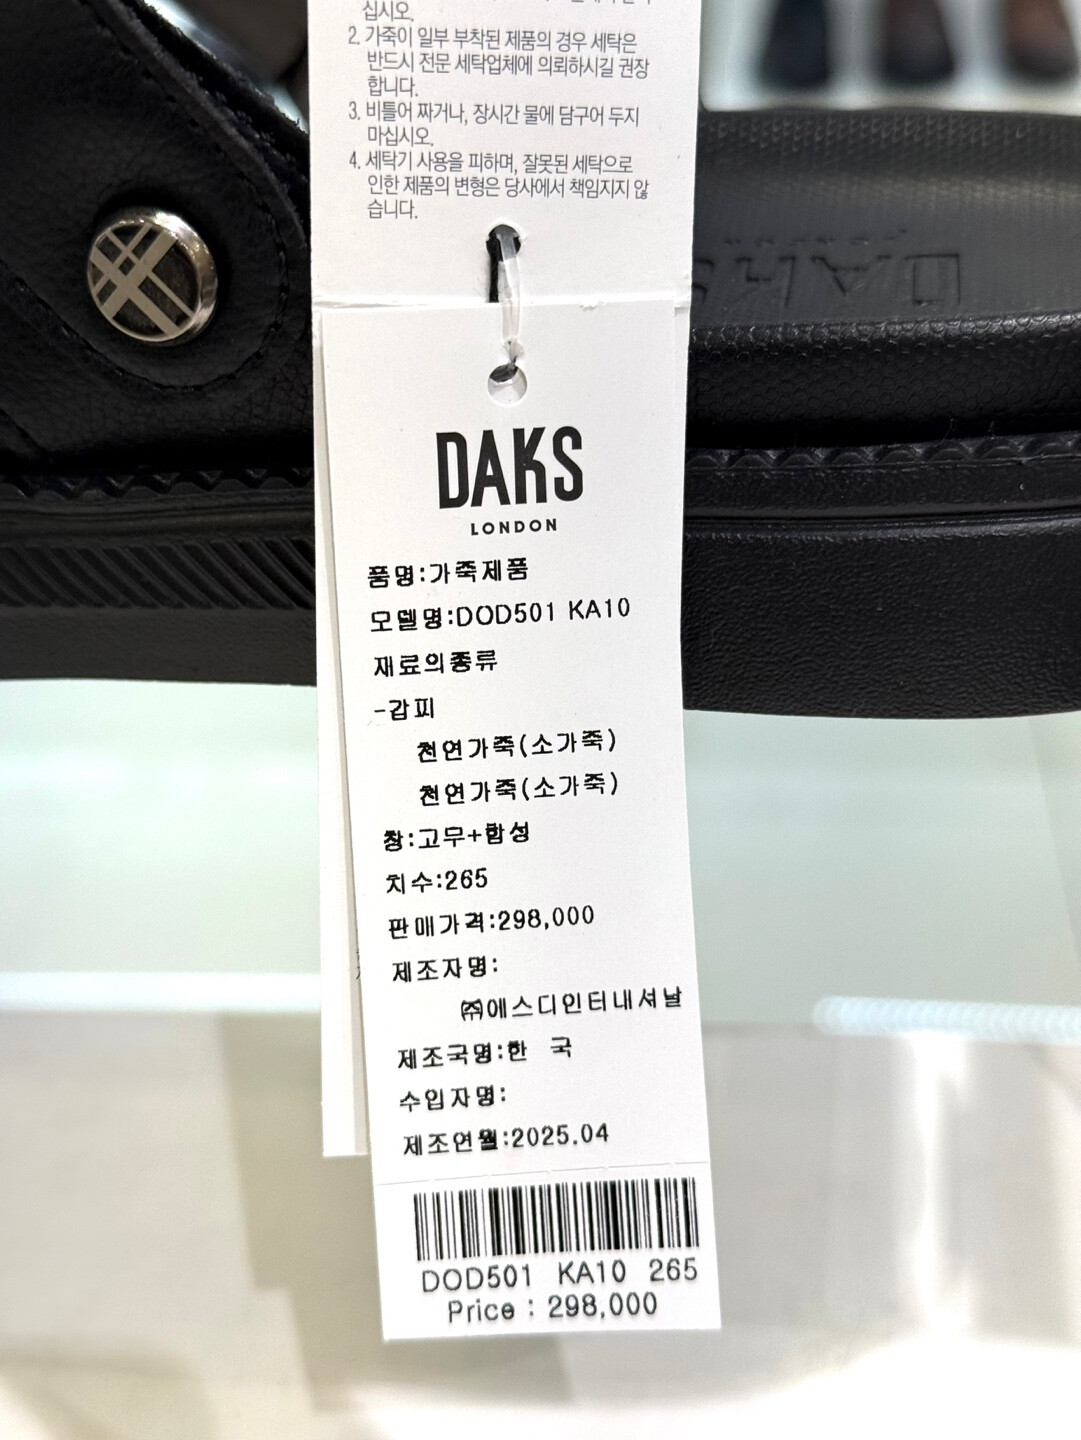 십시오.
2. 가죽이 일부 부착된 제품의 경우 세탁은
반드시 전문 세탁업체에 의뢰하시길 권장
합니다.
3. 비틀어 짜거나, 장시간 물에 담구어 두지
마십시오.
4. 세탁기 사용을 피하며, 잘못된 세탁으로
인한 제품의 변형은 당사에서 책임지지 않
습니다.
DAKS
DAKS
LONDON
품명:가죽제품
모델명:DOD501 KA10
재료의종류
-갑피
천연가죽(소가죽)
천연가죽(소가죽)
창:고무+합성
치수:265
판매가격:298,000
제조자명:
㈜에스디인터내셔날
제조국명:한 국
수입자명:
제조연월:2025.04
DOD501 KA10 265
Price : 298,000